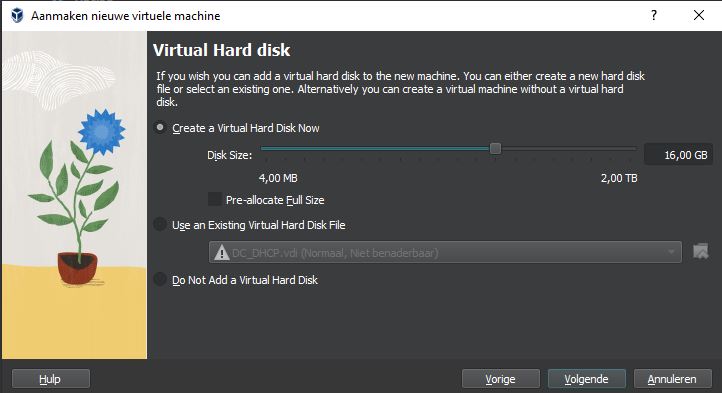 Aanmaken nieuwe virtuele machine
Virtual Hard disk
If you wish you can add a virtual hard disk to the new machine. You can either create a new hard disk
file or select an existing one. Alternatively you can create a virtual machine without a virtual hard
disk.
Create a Virtual Hard Disk Now
Disk Size:
16,00 GB
4,00 MB
2,00 TB
Pre-allocate Full Size
Use an Existing Virtual Hard Disk File
DC_DHCP.vdi (Normaal, Niet benaderbaar)
Do Not Add a Virtual Hard Disk
Hulp
Vorige
Volgende
Annuleren